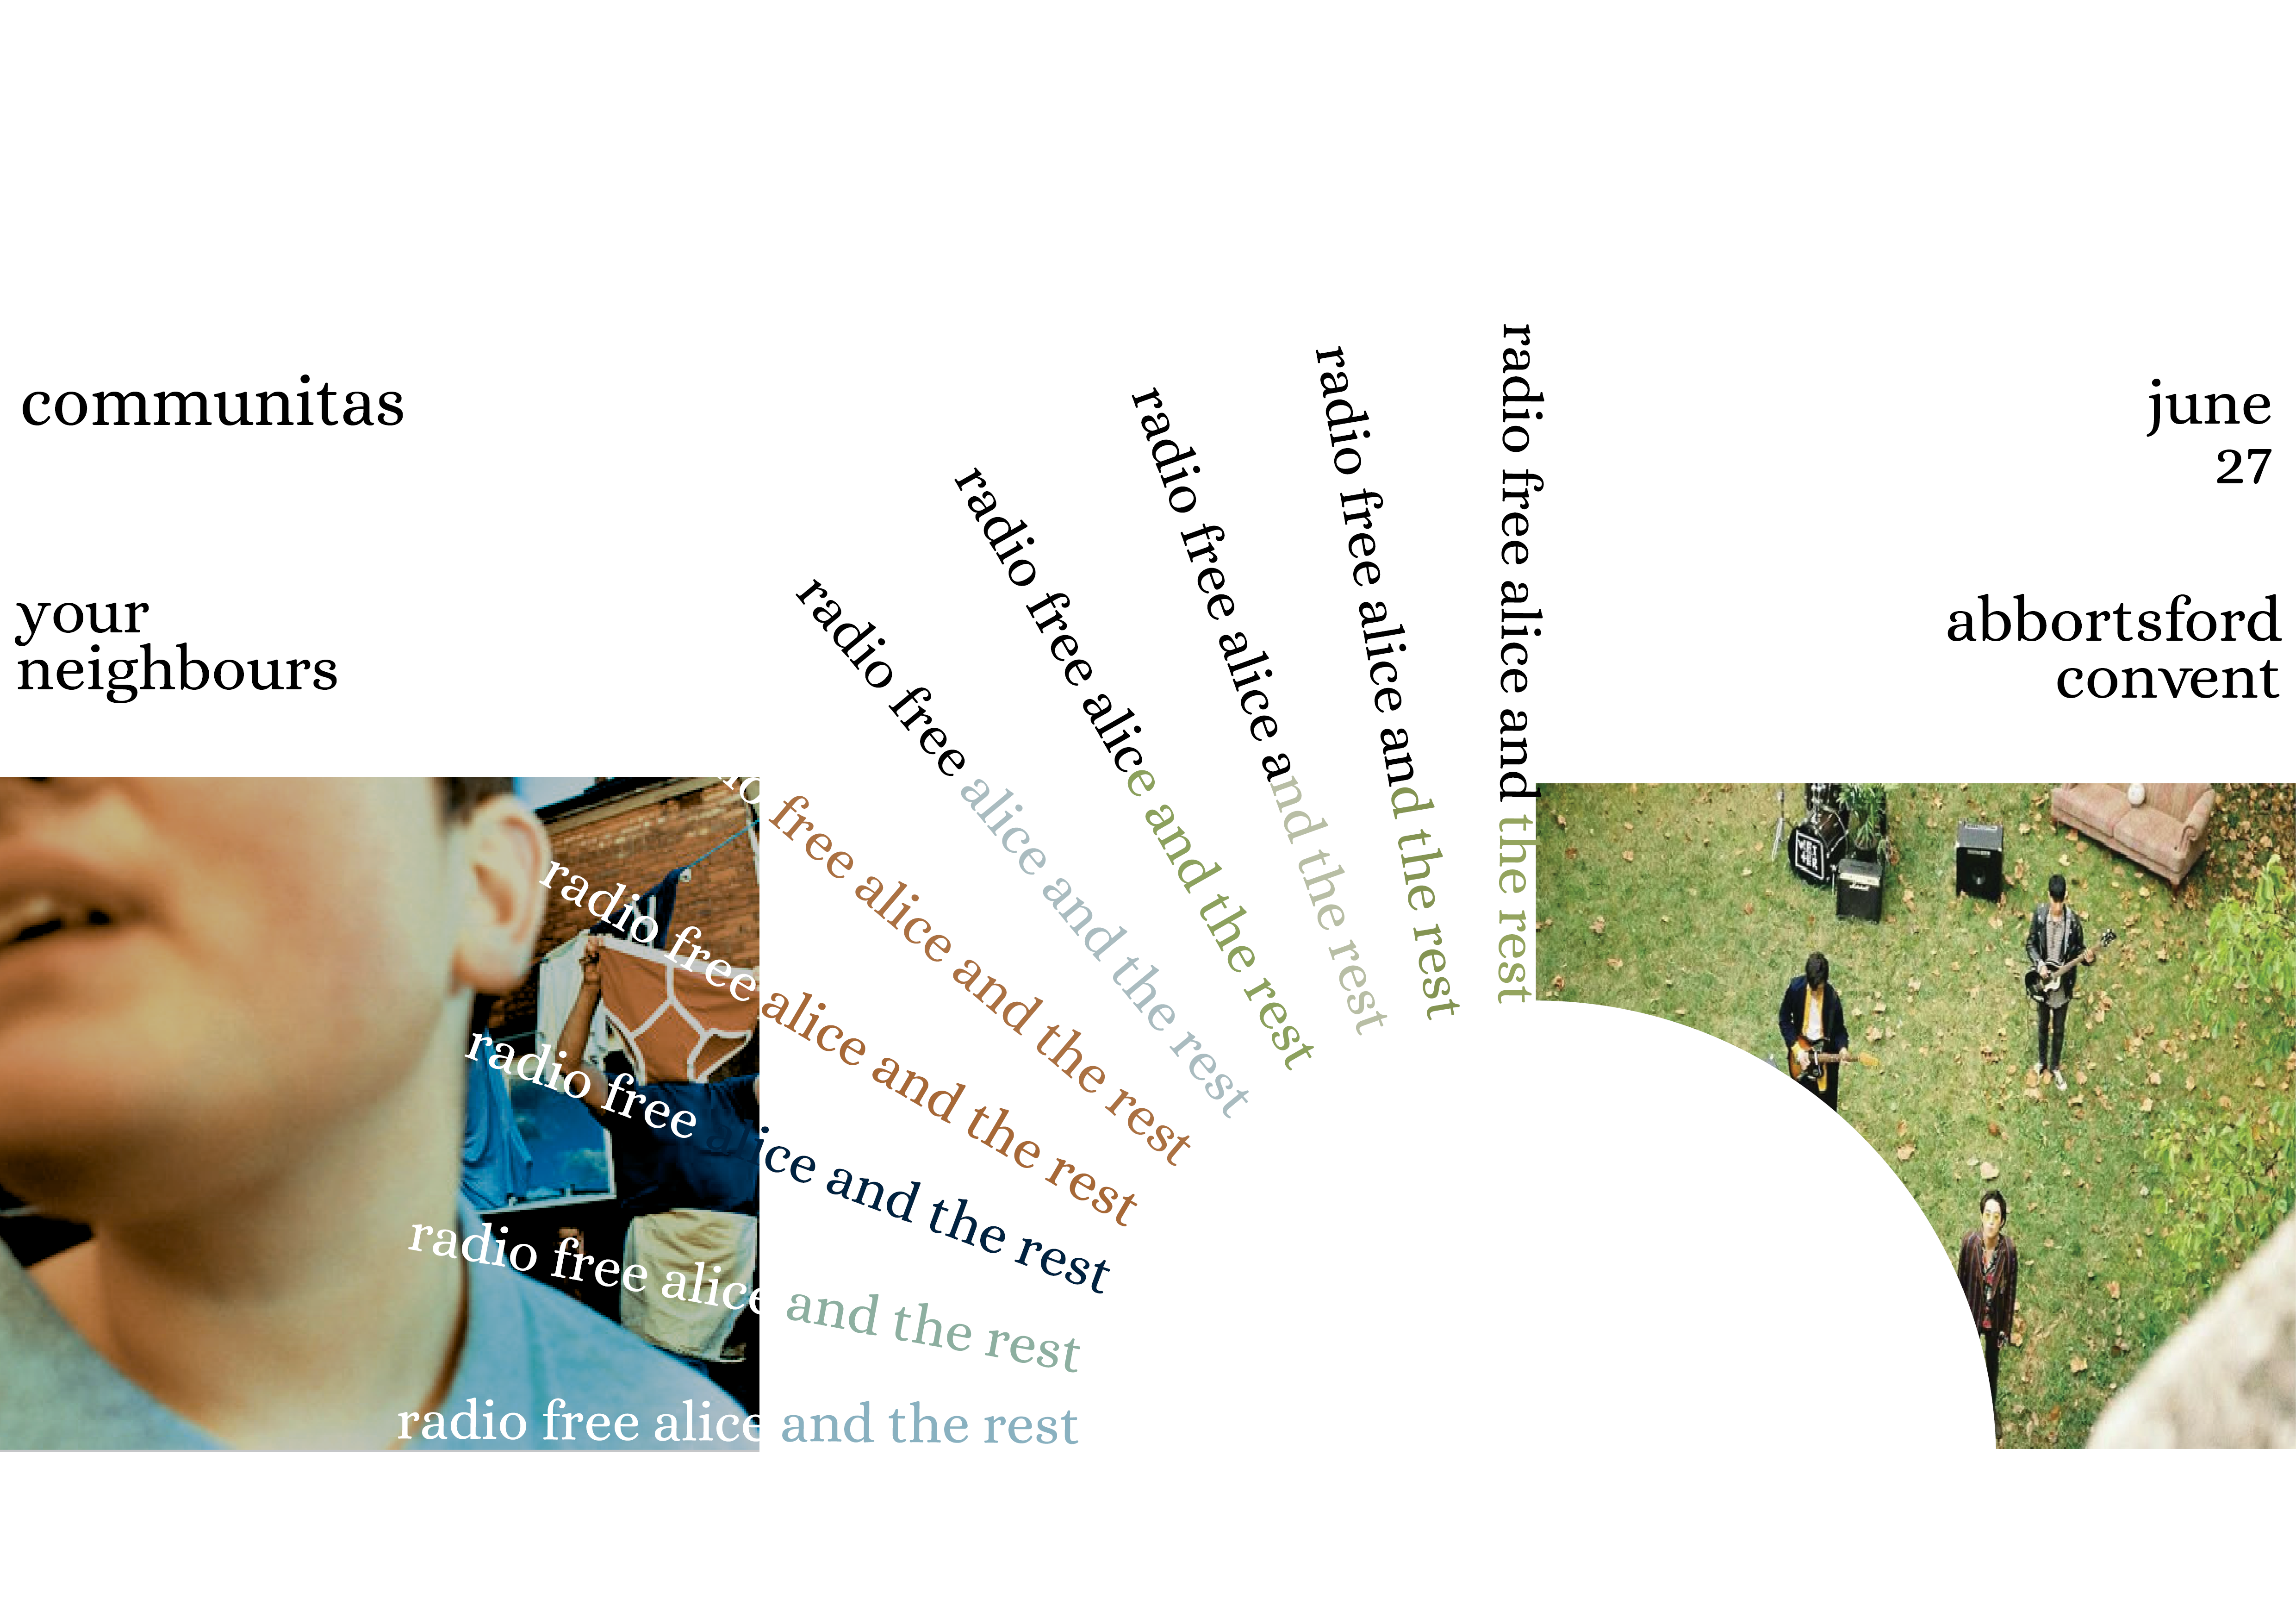 communitas
june
27
your
neighbours
abbortsford
convent
radio free alice and the rest
radio free alice and the rest
radio free alice and the rest
radio free alice and the rest
io free alice and the rest
radio free alice and the rest
radio free alice and the rest
radio free alice and the rest
radio free alice and the rest
radio free alice and the rest